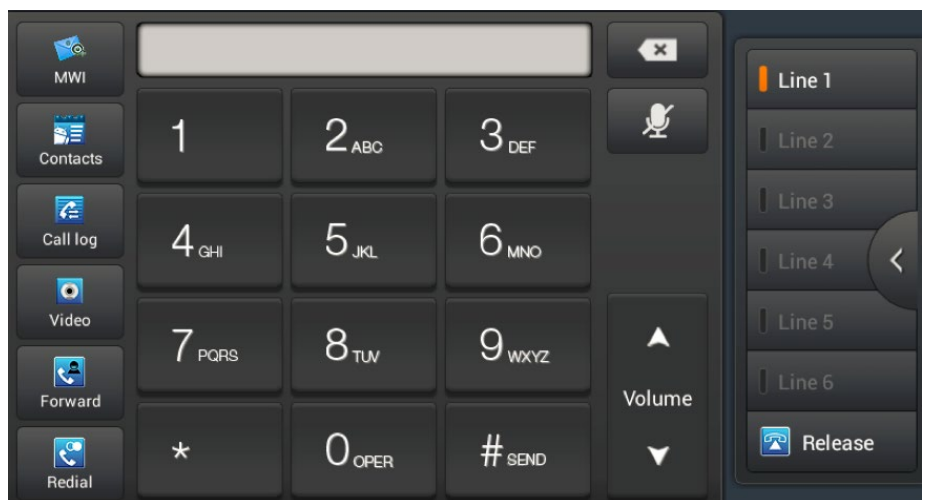 MWI
Contacts
Call log
Video
Forward
Redial
1
2 ABC
3 DEF
4 GHI
5 JKL
6 MNO
7 PQRS
8 TUV
9 WXYZ
*
0 OPER
# SEND
Volume
Line 1
Line 2
Line 3
Line 4
Line 5
Line 6
Release